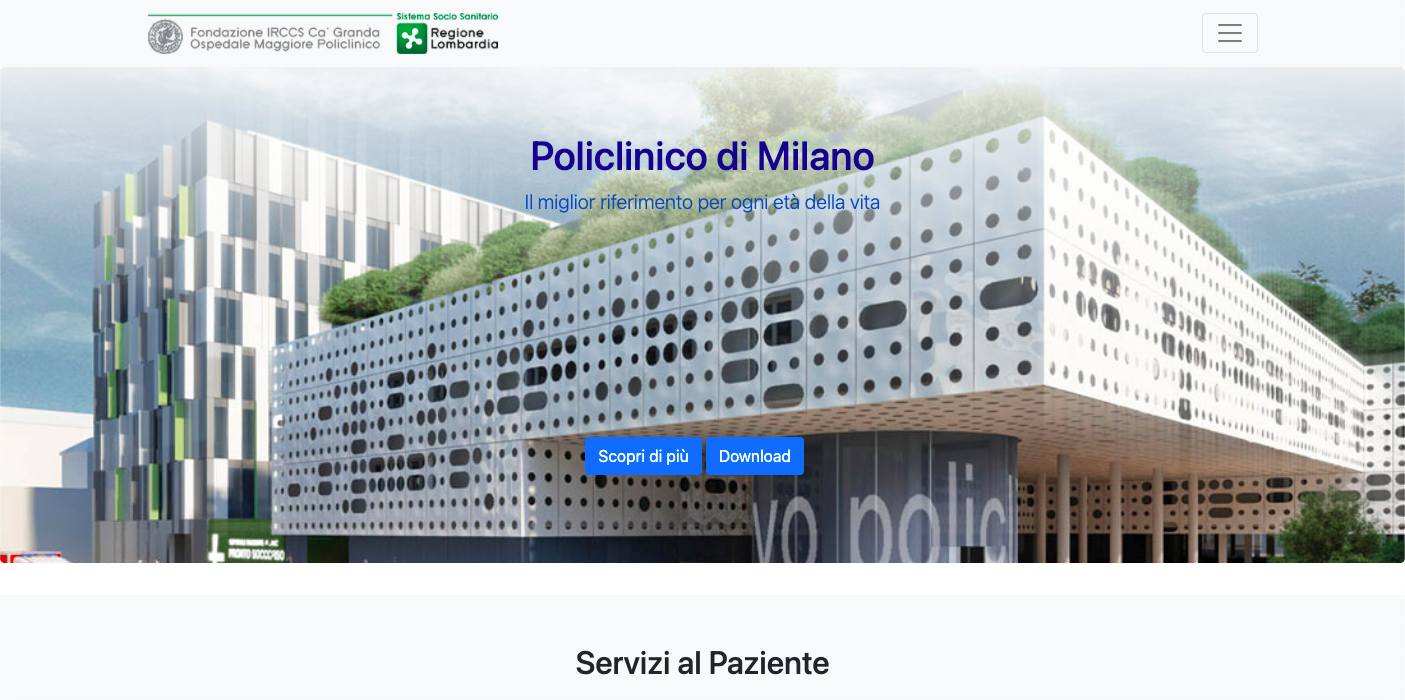 Sistema Socio Sanitario
Fondazione IRCCS Ca' Granda
Ospedale Maggiore Policlinico
Regione
Lombardia
Policlinico di Milano
Il miglior riferimento per ogni età della vita
Scopri di più
Download
vo polic
PRONTO SOCCORSO
Servizi al Paziente